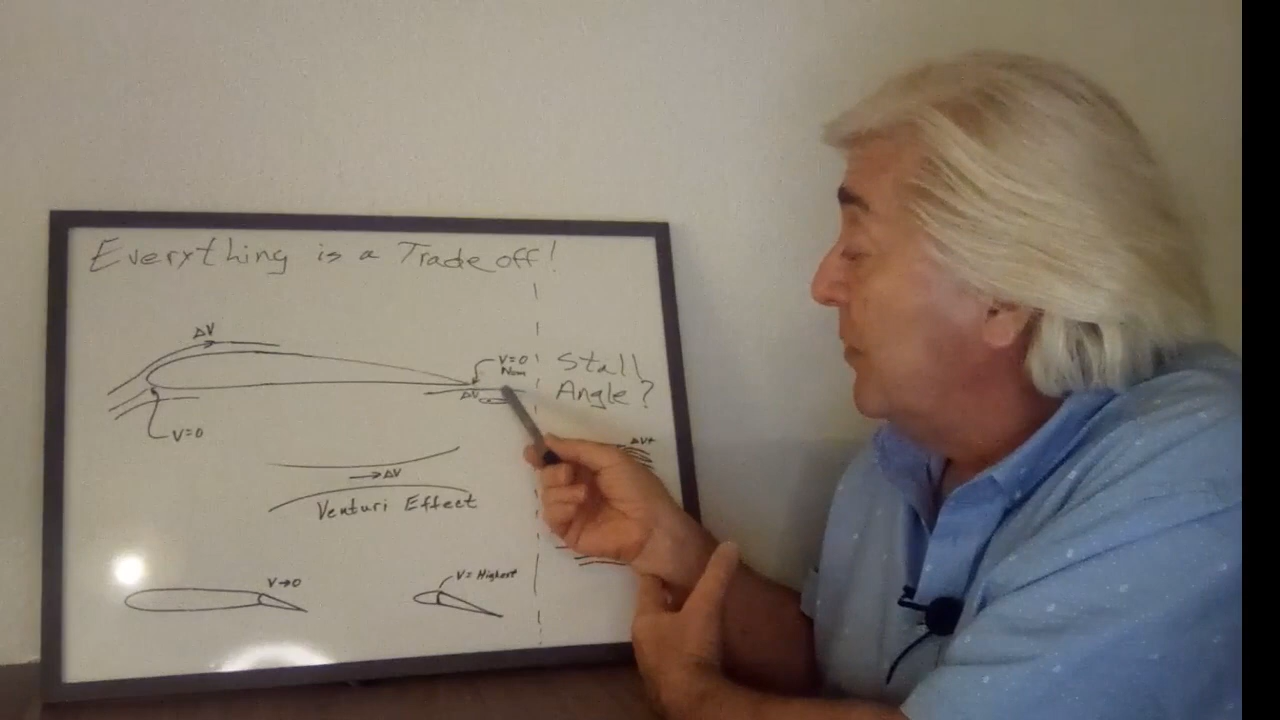 Everything is a Trade off!
ΔV
V=0
Nom
ΔV
V=0
Stall
Angle?
ΔV+
→ΔV
Venturi Effect
V→0
V= Highest